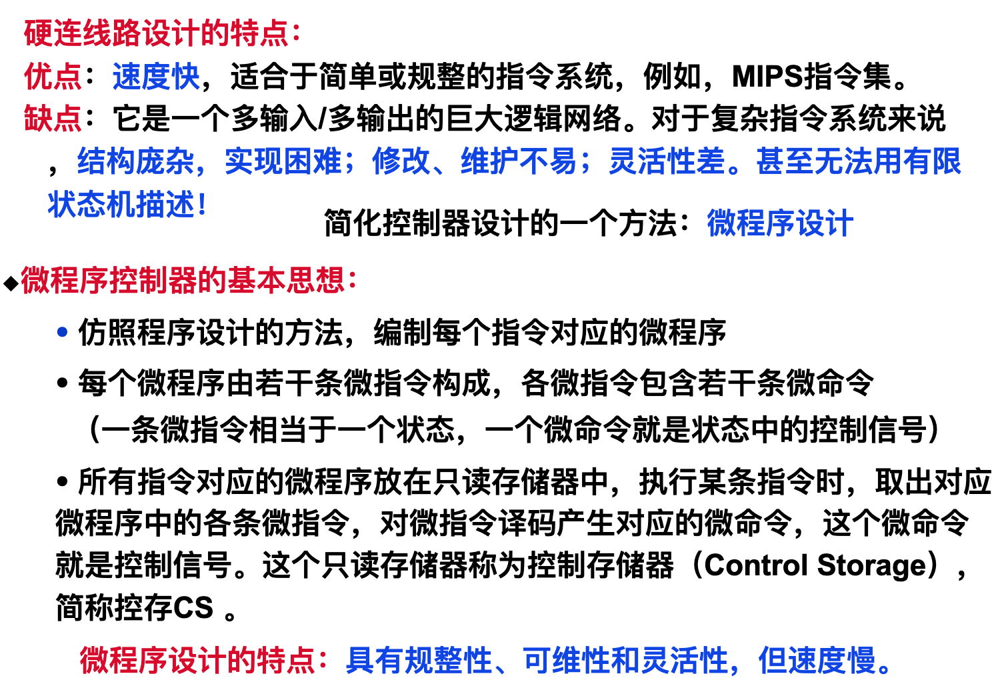 硬连线路设计的特点：
优点：速度快，适合于简单或规整的指令系统，例如，MIPS指令集。
缺点：它是一个多输入/多输出的巨大逻辑网络。对于复杂指令系统来说
，结构庞杂，实现困难；修改、维护不易；灵活性差。甚至无法用有限
状态机描述！
简化控制器设计的一个方法：微程序设计
◆微程序控制器的基本思想：
• 仿照程序设计的方法，编制每个指令对应的微程序
• 每个微程序由若干条微指令构成，各微指令包含若干条微命令
（一条微指令相当于一个状态，一个微命令就是状态中的控制信号）
• 所有指令对应的微程序放在只读存储器中，执行某条指令时，取出对应
微程序中的各条微指令，对微指令译码产生对应的微命令，这个微命令
就是控制信号。这个只读存储器称为控制存储器（Control Storage），
简称控存CS 。
微程序设计的特点：具有规整性、可维性和灵活性，但速度慢。